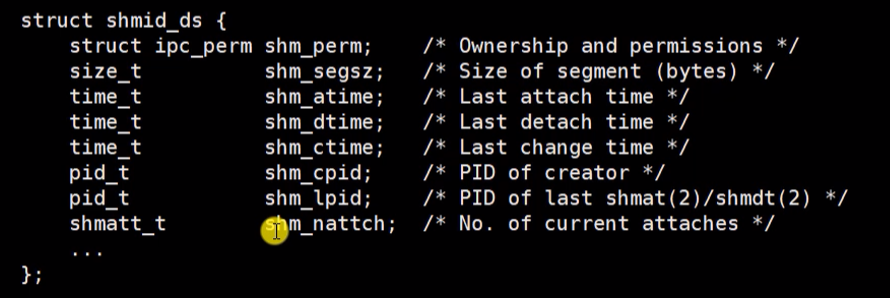 struct shmid_ds {
    struct ipc_perm shm_perm;    /* Ownership and permissions */
    size_t          shm_segsz;   /* Size of segment (bytes) */
    time_t          shm_atime;   /* Last attach time */
    time_t          shm_dtime;   /* Last detach time */
    time_t          shm_ctime;   /* Last change time */
    pid_t           shm_cpid;    /* PID of creator */
    pid_t           shm_lpid;    /* PID of last shmat(2)/shmdt(2) */
    shmatt_t        shm_nattch;  /* No. of current attaches */
    ...
};